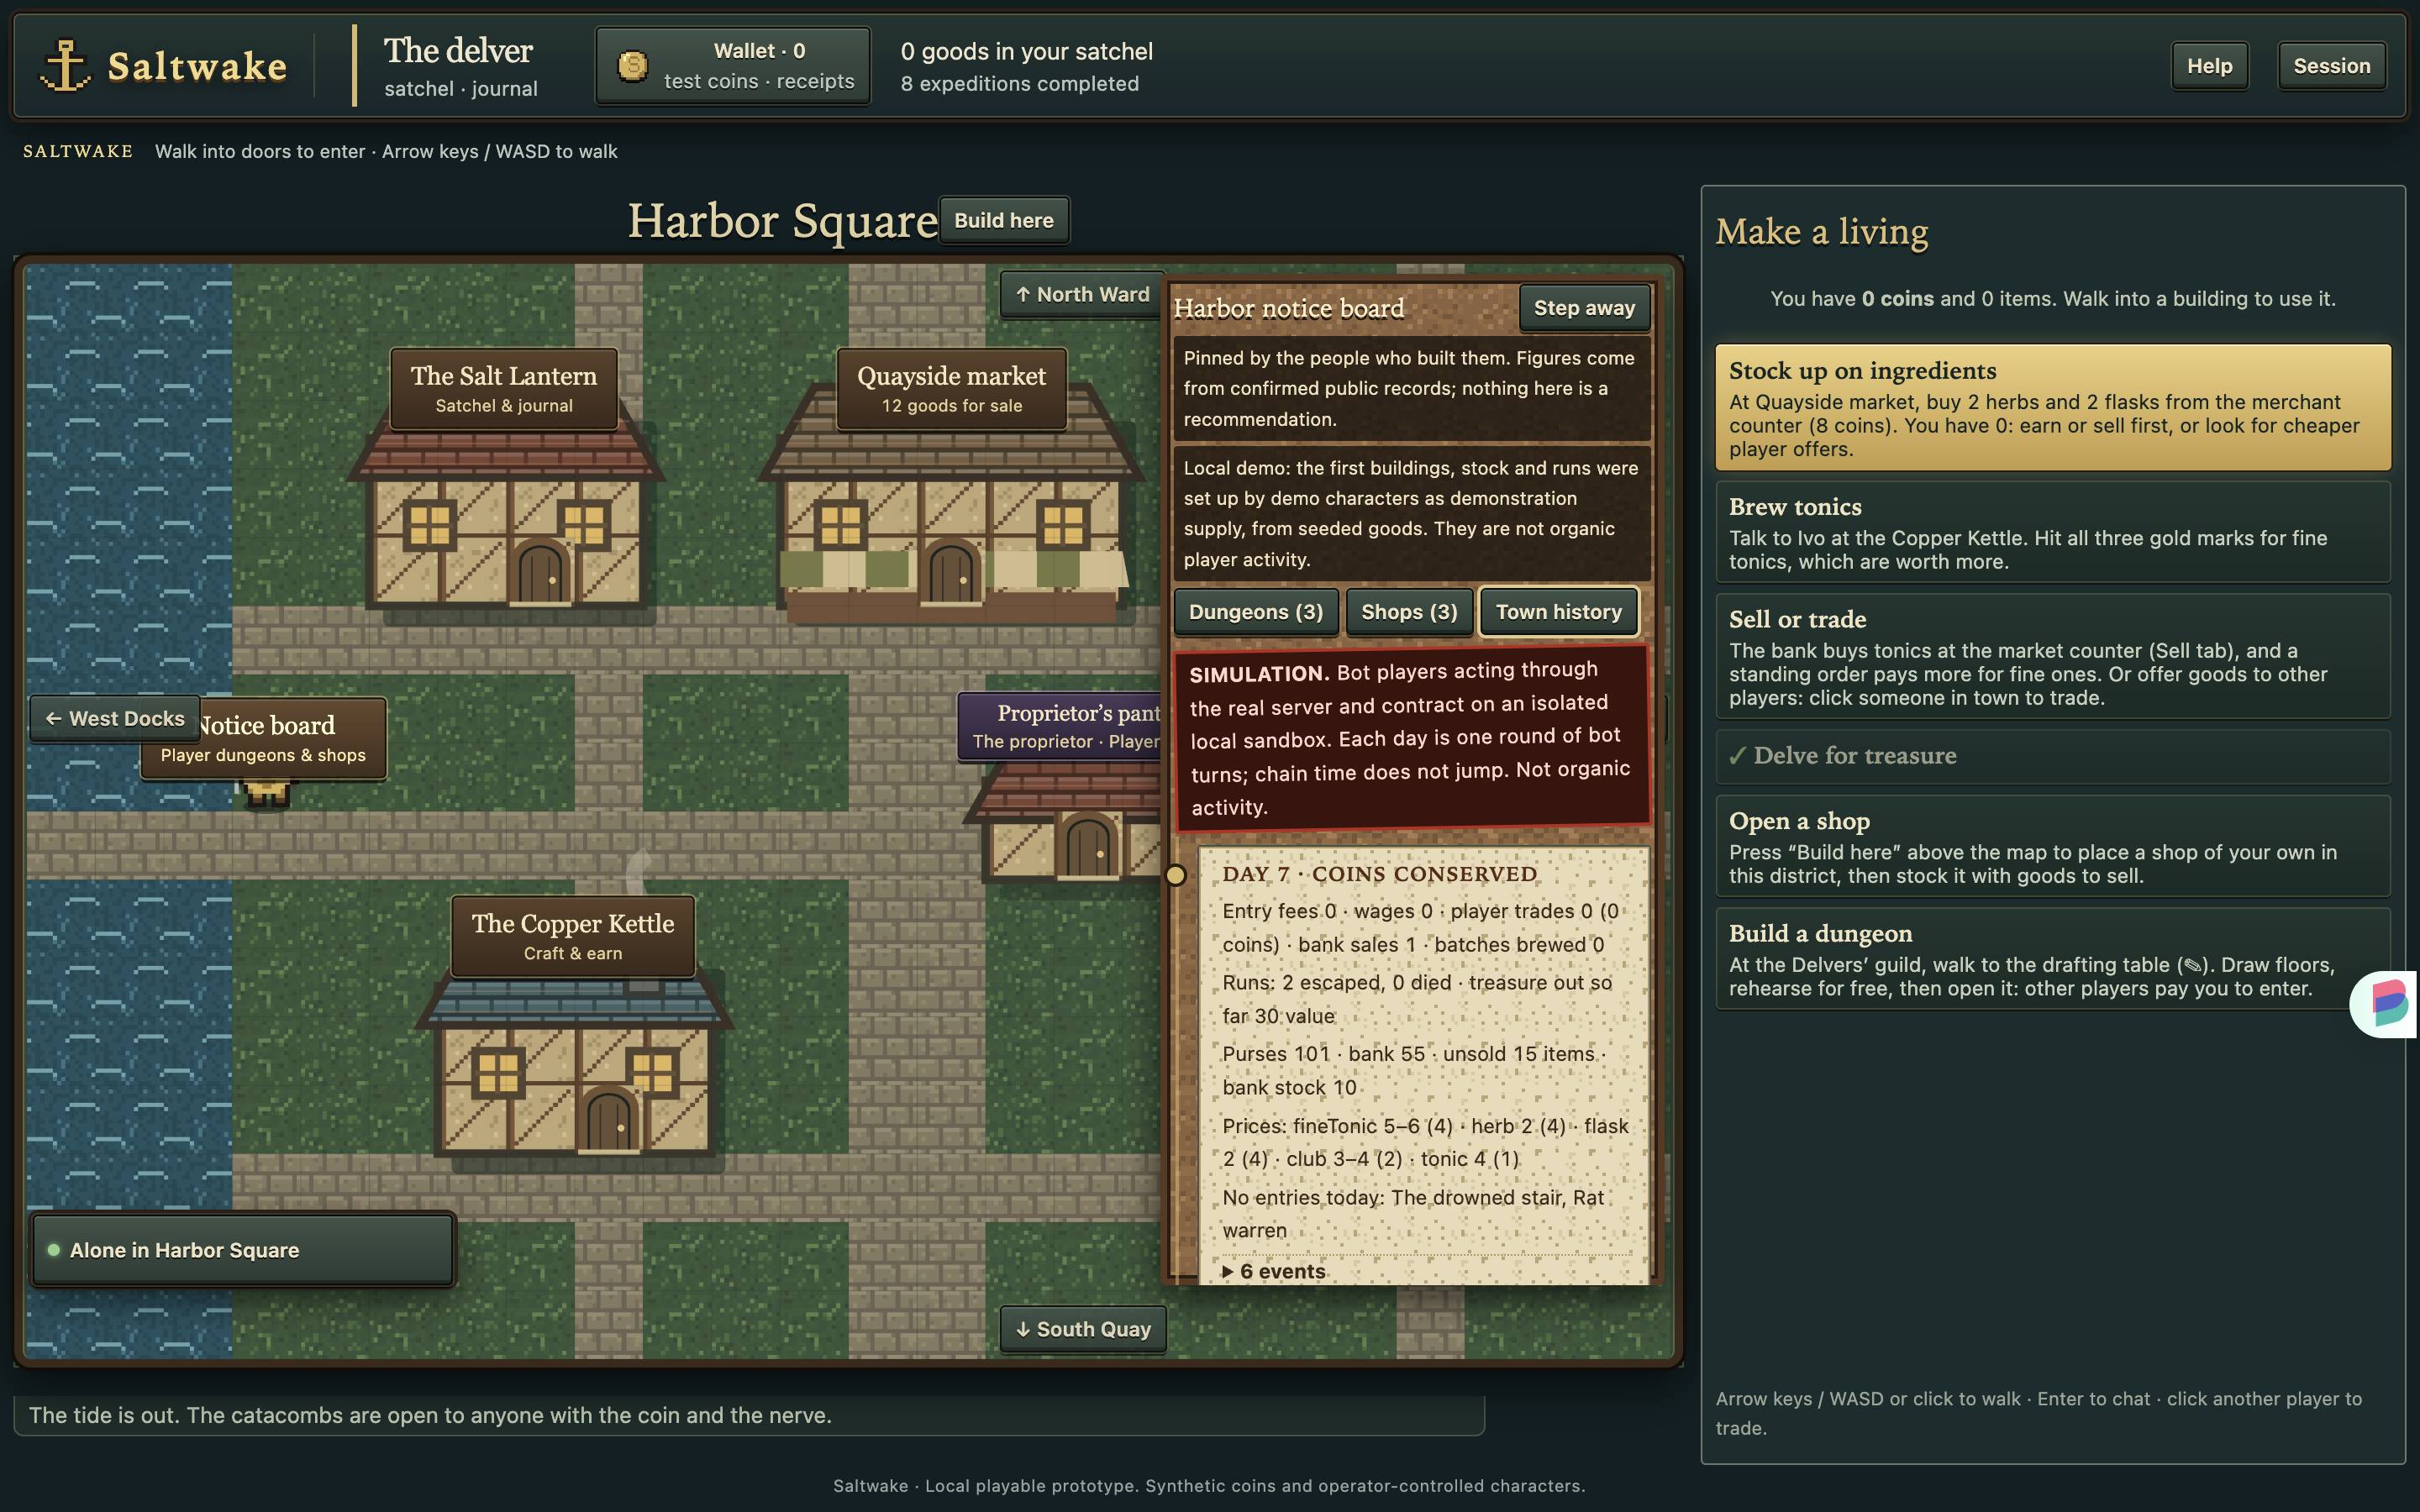 Saltwake
The delver
satchel · journal
Wallet · 0
test coins · receipts
0 goods in your satchel
8 expeditions completed
Help
Session
SALTWAKE
Walk into doors to enter · Arrow keys / WASD to walk
Harbor Square
Build here
↑ North Ward
The Salt Lantern
Satchel & journal
Quayside market
12 goods for sale
← West Docks
Notice board
Player dungeons & shops
Proprietor's pant
The proprietor · Player
The Copper Kettle
Craft & earn
Alone in Harbor Square
↓ South Quay
Harbor notice board
Step away
Pinned by the people who built them. Figures come
from confirmed public records; nothing here is a
recommendation.
Local demo: the first buildings, stock and runs were
set up by demo characters as demonstration
supply, from seeded goods. They are not organic
player activity.
Dungeons (3)
Shops (3)
Town history
SIMULATION. Bot players acting through
the real server and contract on an isolated
local sandbox. Each day is one round of bot
turns; chain time does not jump. Not organic
activity.
DAY 7 · COINS CONSERVED
Entry fees 0 · wages 0 · player trades 0 (0
coins) · bank sales 1 · batches brewed 0
Runs: 2 escaped, 0 died · treasure out so
far 30 value
Purses 101 · bank 55 · unsold 15 items ·
bank stock 10
Prices: fineTonic 5–6 (4) · herb 2 (4) · flask
2 (4) · club 3–4 (2) · tonic 4 (1)
No entries today: The drowned stair, Rat
warren
▶ 6 events
The tide is out. The catacombs are open to anyone with the coin and the nerve.
Make a living
You have 0 coins and 0 items. Walk into a building to use it.
Stock up on ingredients
At Quayside market, buy 2 herbs and 2 flasks from the merchant
counter (8 coins). You have 0: earn or sell first, or look for cheaper
player offers.
Brew tonics
Talk to Ivo at the Copper Kettle. Hit all three gold marks for fine
tonics, which are worth more.
Sell or trade
The bank buys tonics at the market counter (Sell tab), and a
standing order pays more for fine ones. Or offer goods to other
players: click someone in town to trade.
✓ Delve for treasure
Open a shop
Press “Build here” above the map to place a shop of your own in
this district, then stock it with goods to sell.
Build a dungeon
At the Delvers’ guild, walk to the drafting table (✎). Draw floors,
rehearse for free, then open it: other players pay you to enter.
Arrow keys / WASD or click to walk · Enter to chat · click another player to
trade.
Saltwake · Local playable prototype. Synthetic coins and operator-controlled characters.